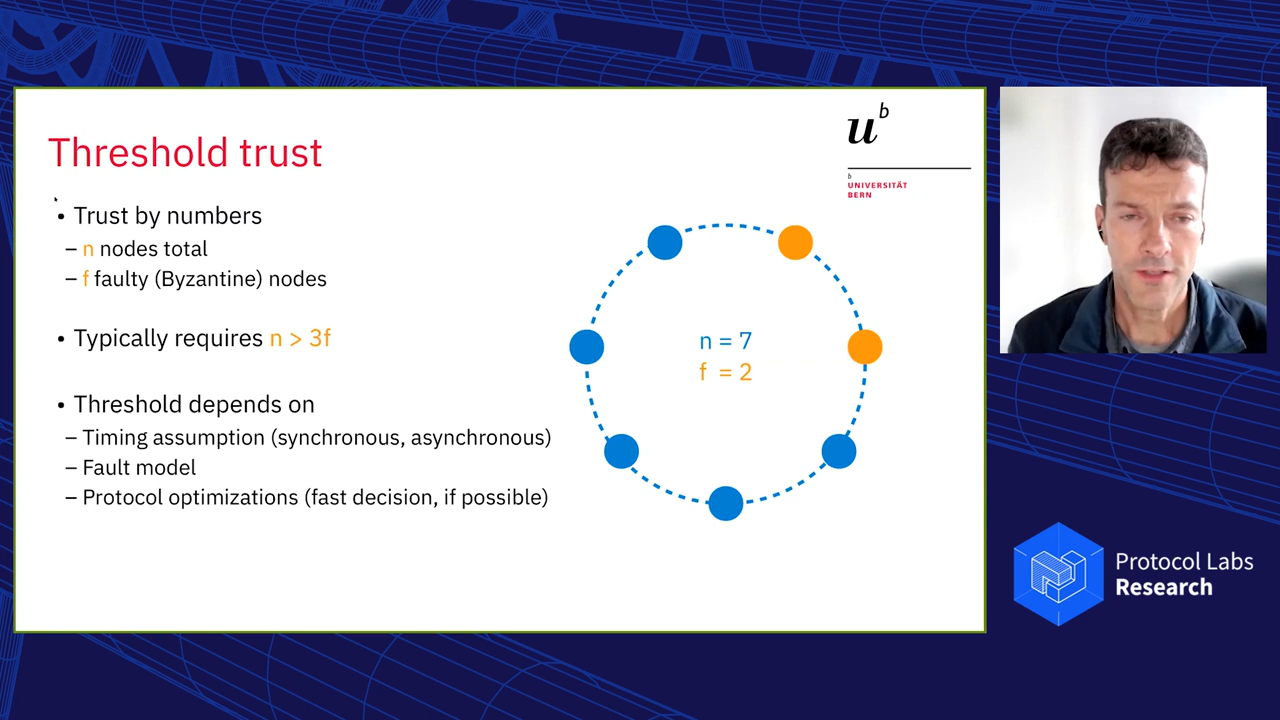 Threshold trust
• Trust by numbers
– n nodes total
– f faulty (Byzantine) nodes
• Typically requires n > 3f
• Threshold depends on
– Timing assumption (synchronous, asynchronous)
– Fault model
– Protocol optimizations (fast decision, if possible)
n = 7
f = 2
u^b
b
UNIVERSITÄT
BERN
Protocol Labs
Research